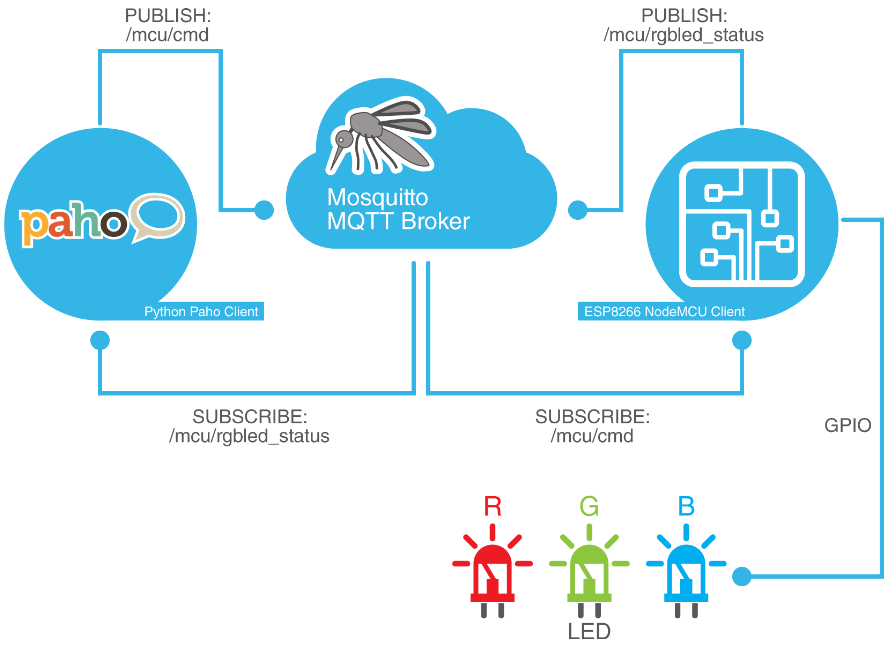 PUBLISH:
/mcu/cmd
PUBLISH:
/mcu/rgbled_status
paho
Mosquitto
MQTT Broker
Python Paho Client
ESP8266 NodeMCU Client
SUBSCRIBE:
/mcu/rgbled_status
SUBSCRIBE:
/mcu/cmd
GPIO
R
G
B
LED